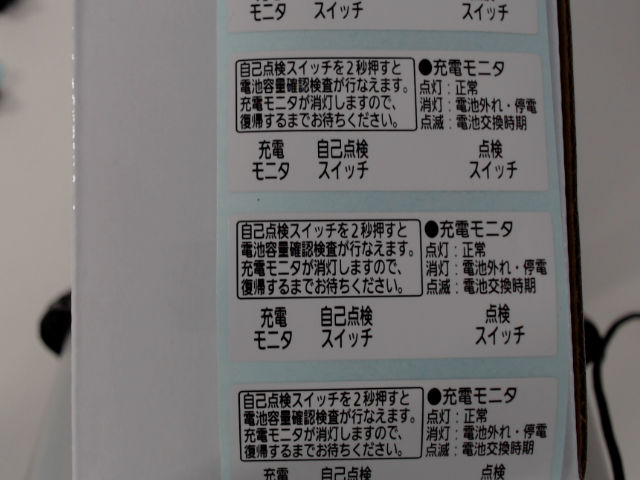 充電 点検
モニタ スイッチ スイッチ
自己点検スイッチを2秒押すと ●充電モニタ
電池容量確認検査が行なえます。 点灯:正常
充電モニタが消灯しますので、 消灯:電池外れ・停電
復帰するまでお待ちください。 点滅:電池交換時期
充電 自己点検 点検
モニタ スイッチ スイッチ
自己点検スイッチを2秒押すと ●充電モニタ
電池容量確認検査が行なえます。 点灯:正常
充電モニタが消灯しますので、 消灯:電池外れ・停電
復帰するまでお待ちください。 点滅:電池交換時期
充電 自己点検 点検
モニタ スイッチ スイッチ
自己点検スイッチを2秒押すと ●充電モニタ
電池容量確認検査が行なえます。 点灯:正常
充電モニタが消灯しますので、 消灯:電池外れ・停電
復帰するまでお待ちください。 点滅:電池交換時期
充電 自己点検 点検